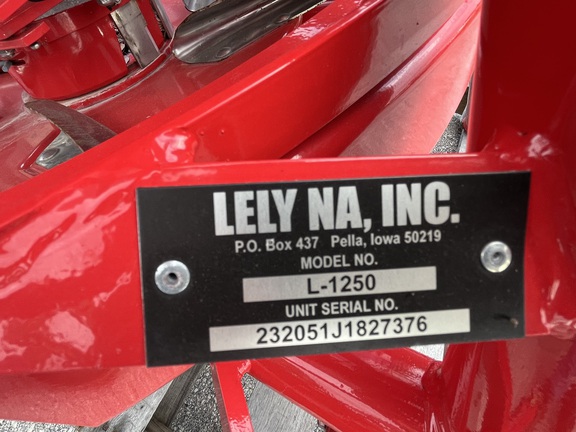 LELY NA, INC.
P.O. Box 437 Pella, Iowa 50219
MODEL NO.
L-1250
UNIT SERIAL NO.
232051J1827376